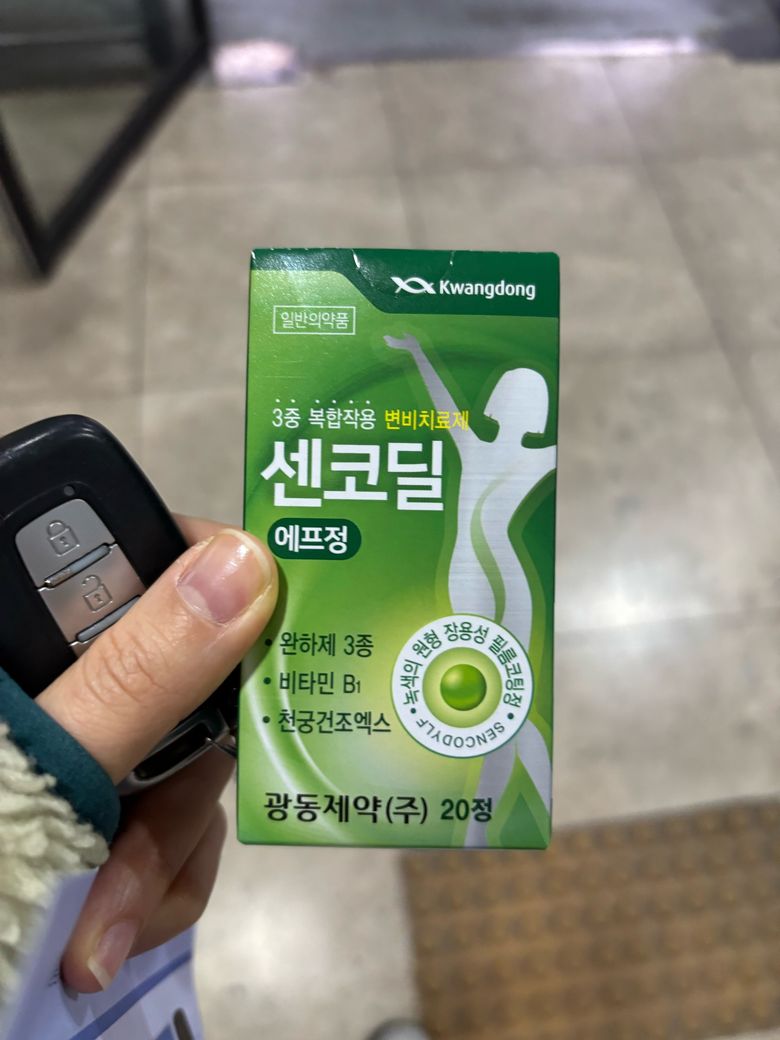 Kwangdong
일반의약품
3중 복합작용 변비치료제
센코딜
에프정
• 완하제 3종
• 비타민 B₁
• 천궁건조엑스
• 녹색의 원형 장용성 필름코팅정 •
SENCODYLF
광동제약(주) 20정